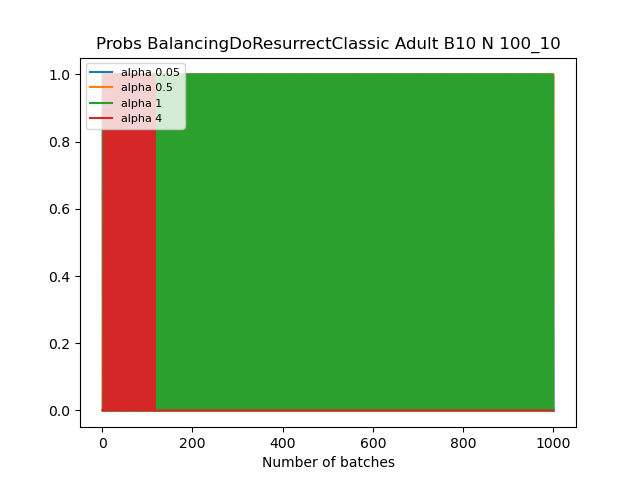 Probs BalancingDoResurrectClassic Adult B10 N 100_10
alpha 0.05
alpha 0.5
alpha 1
alpha 4
1.0
0.8
0.6
0.4
0.2
0.0
0 200 400 600 800 1000
Number of batches